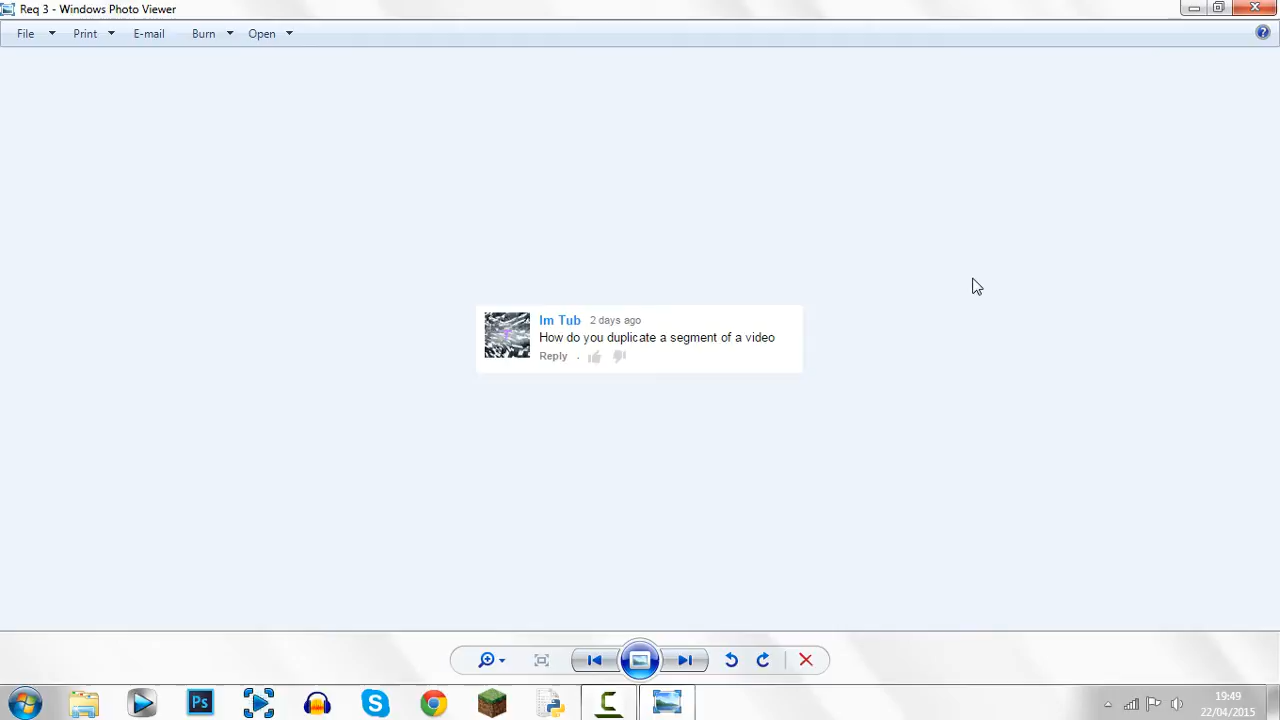 Req 3 - Windows Photo Viewer
File Print E-mail Burn Open
Im Tub 2 days ago
How do you duplicate a segment of a video
Reply .
Ps
19:49
22/04/2015